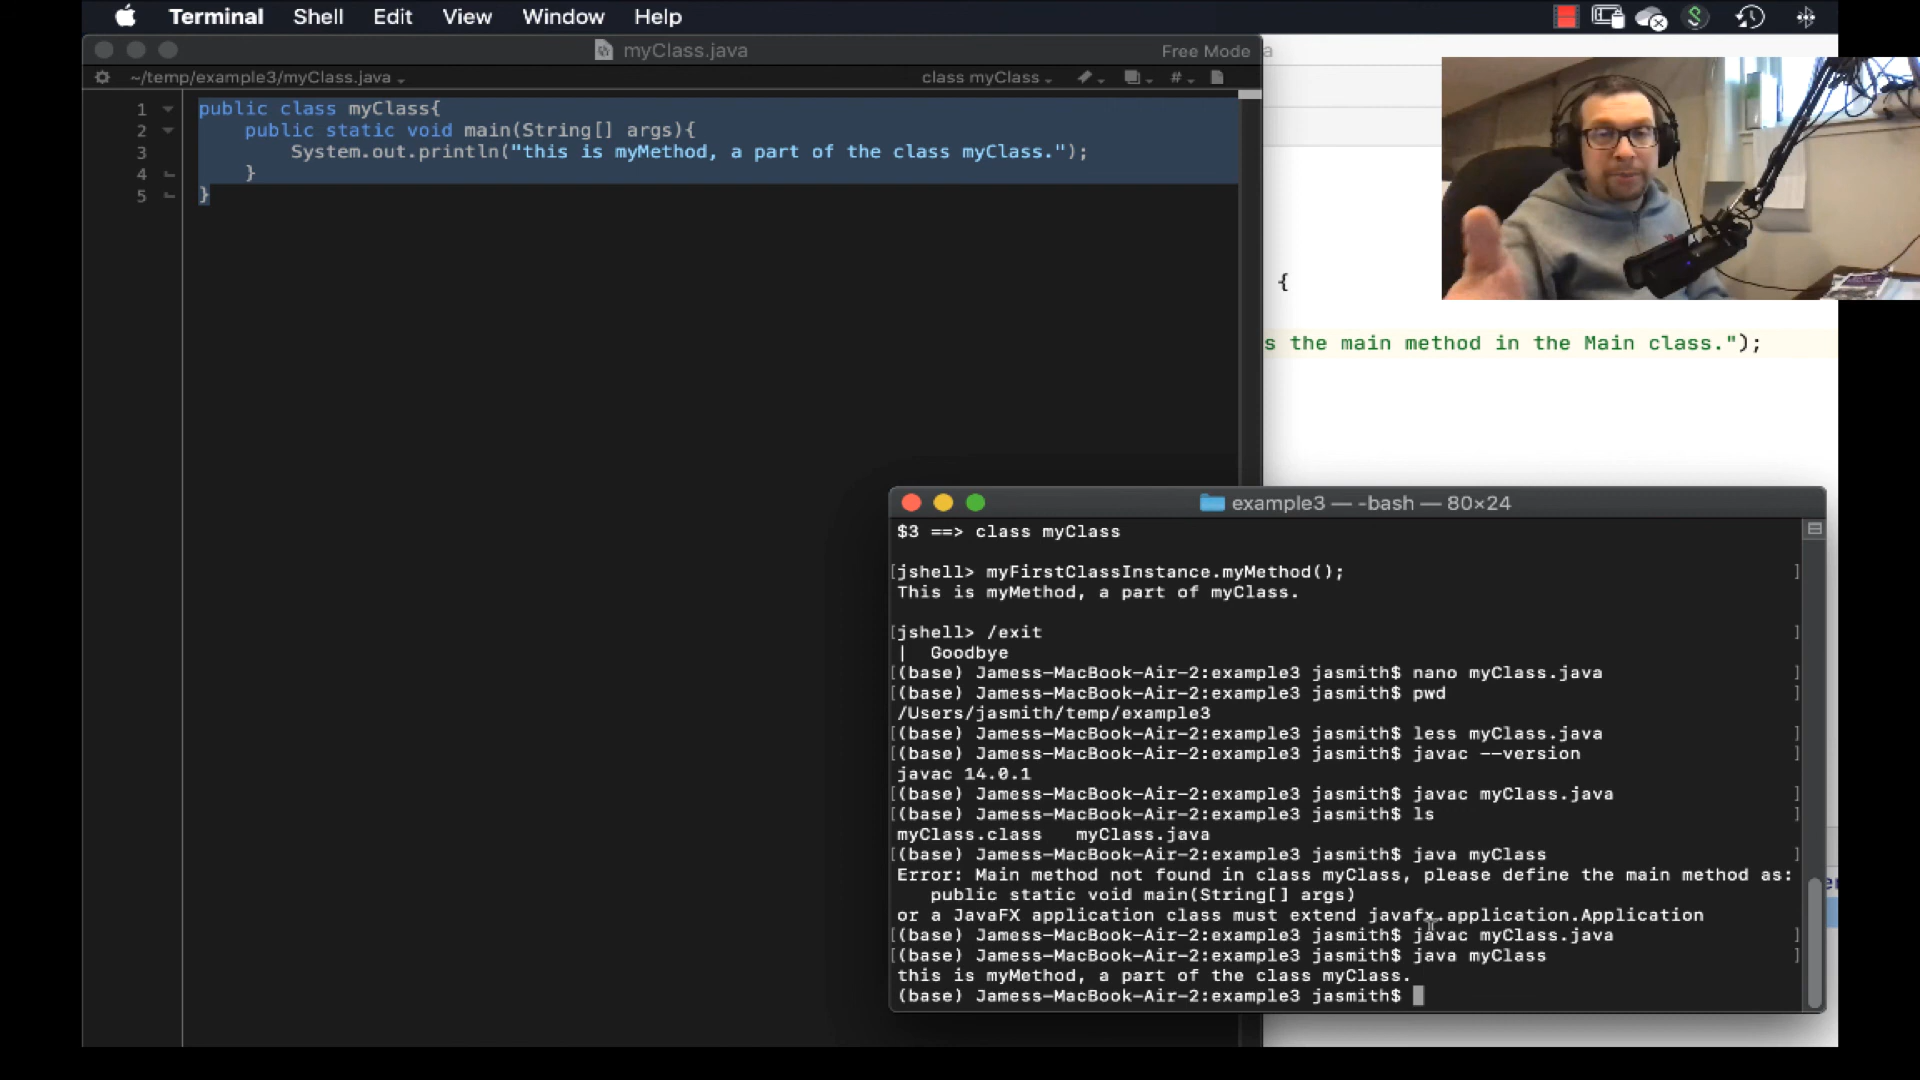 Terminal Shell Edit View Window Help
myClass.java
Free Mode
~/temp/example3/myClass.java
class myClass
#
1 public class myClass{
2 public static void main(String[] args){
3 System.out.println("this is myMethod, a part of the class myClass.");
4 }
5 }
{
s the main method in the Main class.");
example3 — -bash — 80×24
$3 ==> class myClass
[jshell> myFirstClassInstance.myMethod(); ]
This is myMethod, a part of myClass.
[jshell> /exit ]
| Goodbye
[(base) Jamess-MacBook-Air-2:example3 jasmith$ nano myClass.java ]
[(base) Jamess-MacBook-Air-2:example3 jasmith$ pwd ]
/Users/jasmith/temp/example3
[(base) Jamess-MacBook-Air-2:example3 jasmith$ less myClass.java ]
[(base) Jamess-MacBook-Air-2:example3 jasmith$ javac --version ]
javac 14.0.1
[(base) Jamess-MacBook-Air-2:example3 jasmith$ javac myClass.java ]
[(base) Jamess-MacBook-Air-2:example3 jasmith$ ls ]
myClass.class myClass.java
[(base) Jamess-MacBook-Air-2:example3 jasmith$ java myClass ]
Error: Main method not found in class myClass, please define the main method as:
public static void main(String[] args)
or a JavaFX application class must extend javafx.application.Application
[(base) Jamess-MacBook-Air-2:example3 jasmith$ javac myClass.java ]
[(base) Jamess-MacBook-Air-2:example3 jasmith$ java myClass ]
this is myMethod, a part of the class myClass.
(base) Jamess-MacBook-Air-2:example3 jasmith$